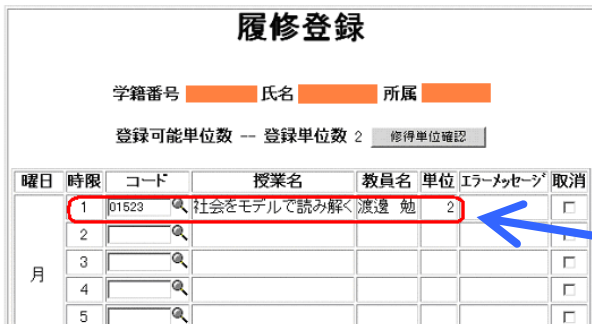 履修登録
学籍番号 氏名 所属
登録可能単位数 -- 登録単位数 2 修得単位確認
曜日 時限 コード 授業名 教員名 単位 エラーメッセージ 取消
月
1 01523 社会をモデルで読み解く 渡邊 勉 2
2
3
4
5